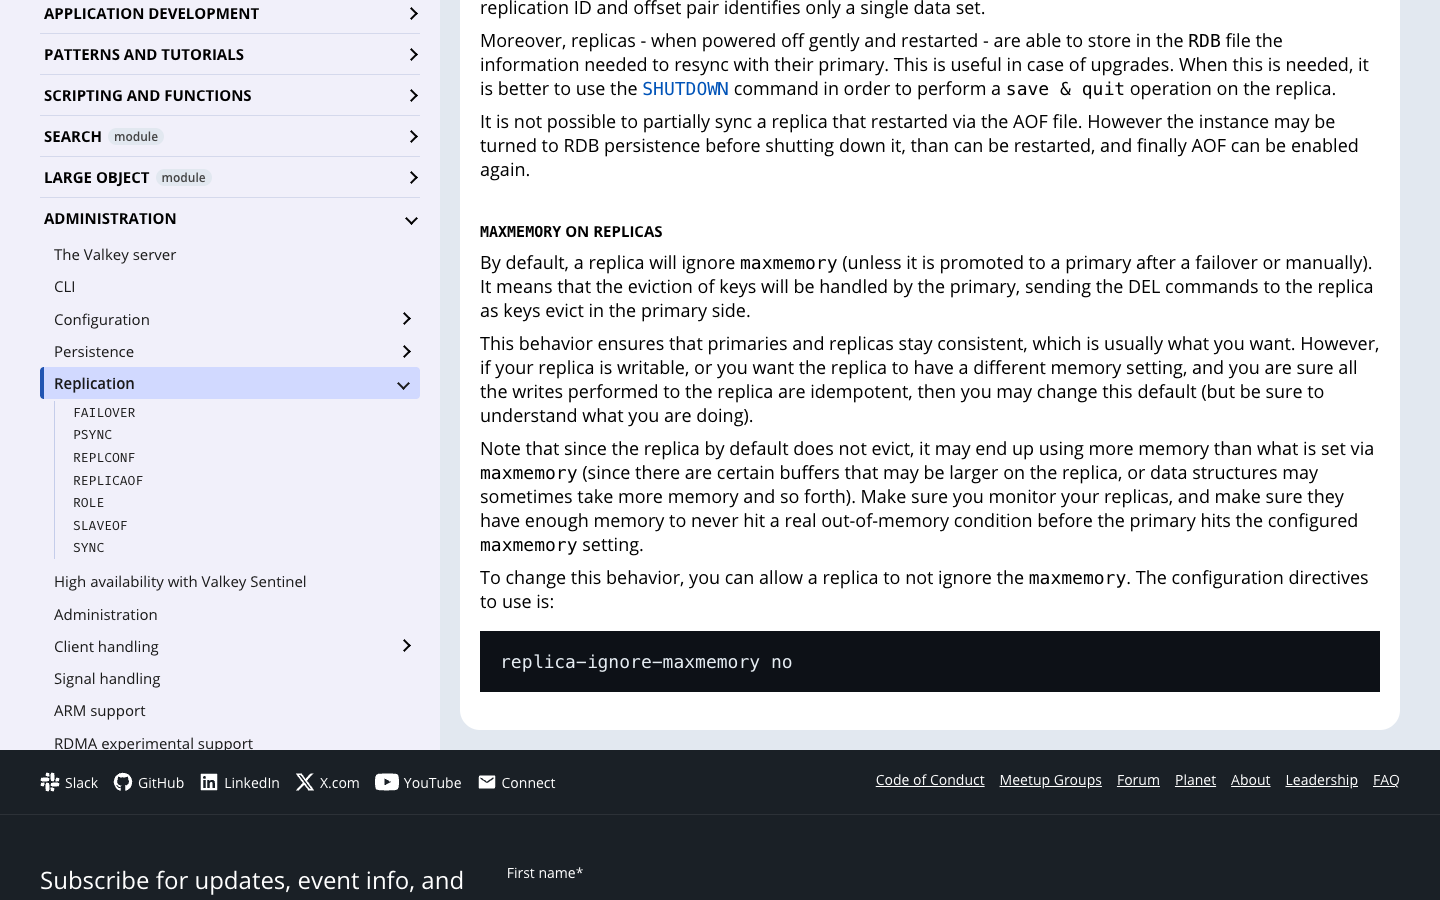 APPLICATION DEVELOPMENT
PATTERNS AND TUTORIALS
SCRIPTING AND FUNCTIONS
SEARCH module
LARGE OBJECT module
ADMINISTRATION
The Valkey server
CLI
Configuration
Persistence
Replication
FAILOVER
PSYNC
REPLCONF
REPLICAOF
ROLE
SLAVEOF
SYNC
High availability with Valkey Sentinel
Administration
Client handling
Signal handling
ARM support
RDMA experimental support
replication ID and offset pair identifies only a single data set.
Moreover, replicas - when powered off gently and restarted - are able to store in the RDB file the
information needed to resync with their primary. This is useful in case of upgrades. When this is needed, it
is better to use the SHUTDOWN command in order to perform a save & quit operation on the replica.
It is not possible to partially sync a replica that restarted via the AOF file. However the instance may be
turned to RDB persistence before shutting down it, than can be restarted, and finally AOF can be enabled
again.
MAXMEMORY ON REPLICAS
By default, a replica will ignore maxmemory (unless it is promoted to a primary after a failover or manually).
It means that the eviction of keys will be handled by the primary, sending the DEL commands to the replica
as keys evict in the primary side.
This behavior ensures that primaries and replicas stay consistent, which is usually what you want. However,
if your replica is writable, or you want the replica to have a different memory setting, and you are sure all
the writes performed to the replica are idempotent, then you may change this default (but be sure to
understand what you are doing).
Note that since the replica by default does not evict, it may end up using more memory than what is set via
maxmemory (since there are certain buffers that may be larger on the replica, or data structures may
sometimes take more memory and so forth). Make sure you monitor your replicas, and make sure they
have enough memory to never hit a real out-of-memory condition before the primary hits the configured
maxmemory setting.
To change this behavior, you can allow a replica to not ignore the maxmemory. The configuration directives
to use is:
replica-ignore-maxmemory no
Slack GitHub LinkedIn X.com YouTube Connect
Code of Conduct Meetup Groups Forum Planet About Leadership FAQ
Subscribe for updates, event info, and
First name*